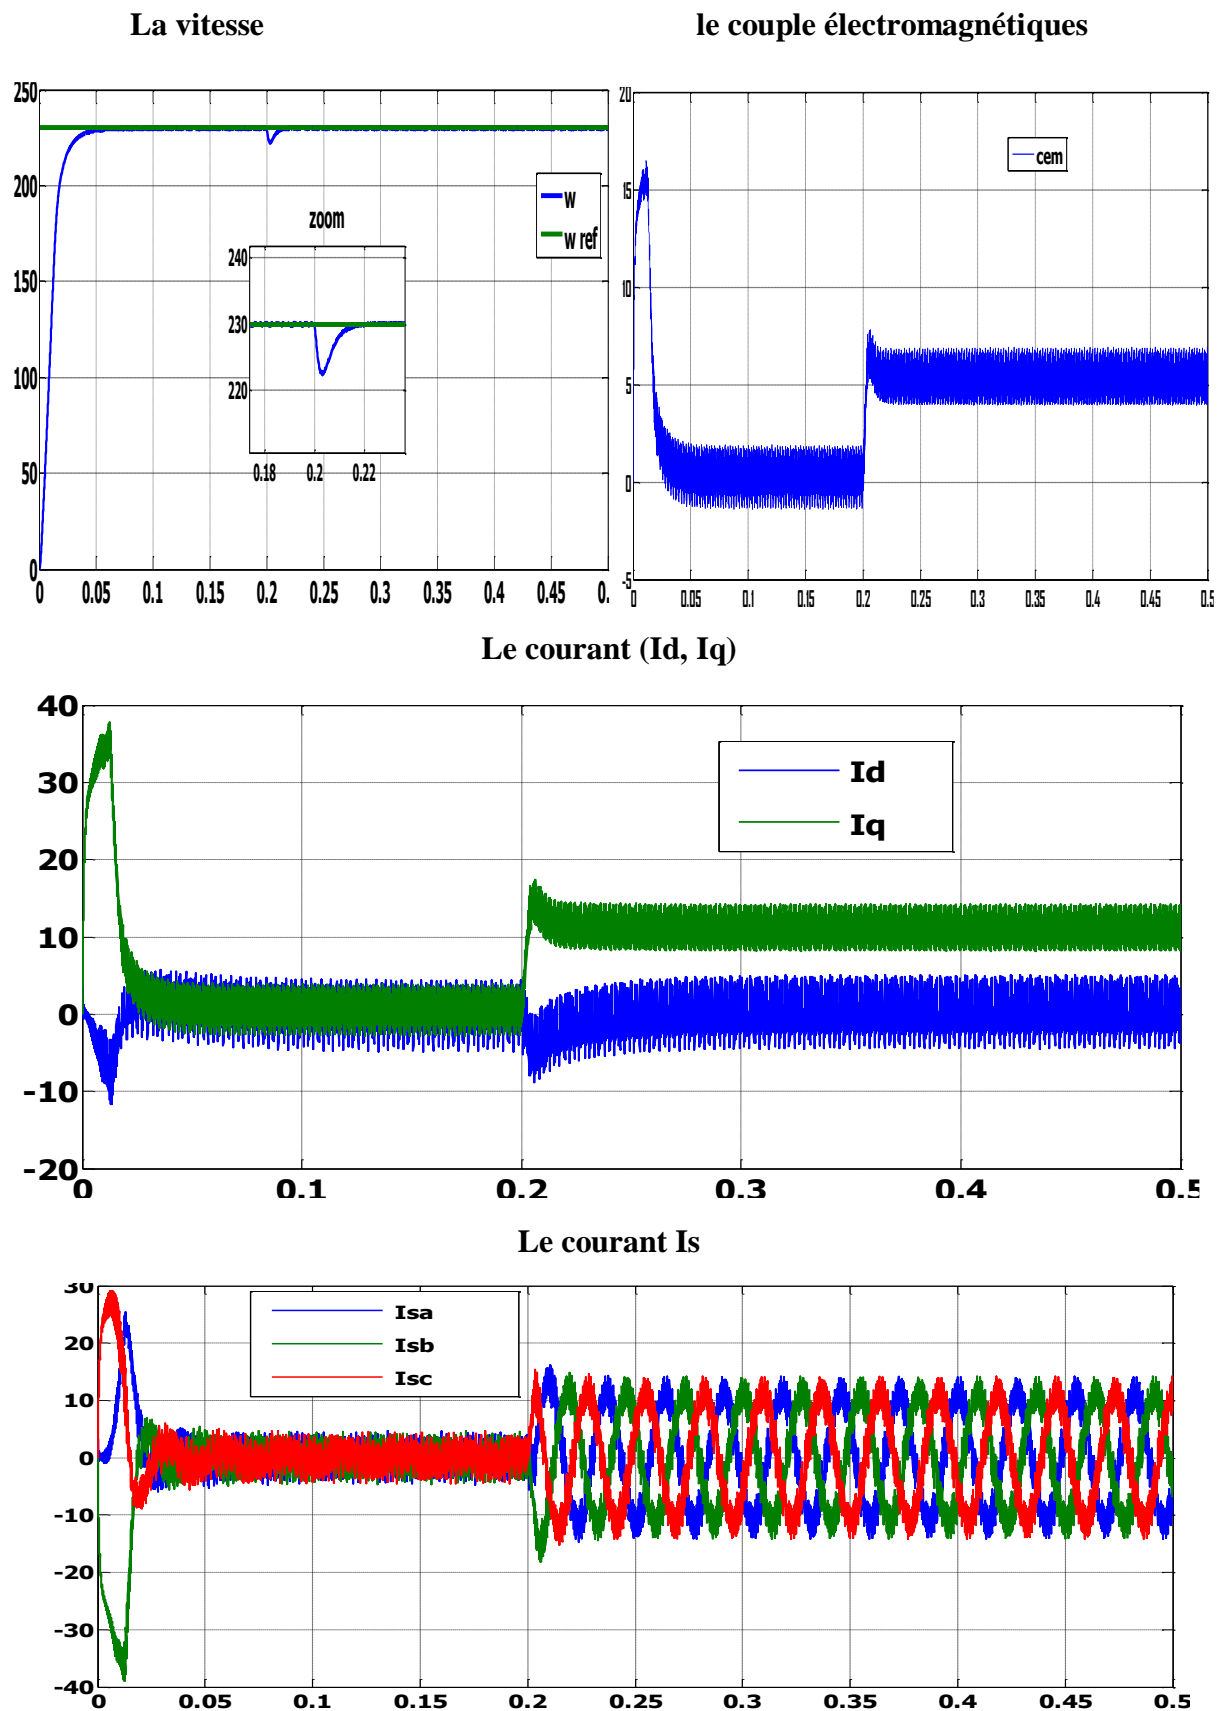 La vitesse
le couple électromagnétiques
250
200
150
100
50
0
0 0.05 0.1 0.15 0.2 0.25 0.3 0.35 0.4 0.45 0.
w
w ref
zoom
240
230
220
0.18 0.2 0.22
20
15
10
5
0
-5
0 0.05 0.1 0.15 0.2 0.25 0.3 0.35 0.4 0.45 0.5
cem
Le courant (Id, Iq)
40
30
20
10
0
-10
-20
0 0.1 0.2 0.3 0.4 0.5
Id
Iq
Le courant Is
30
20
10
0
-10
-20
-30
-40
0 0.05 0.1 0.15 0.2 0.25 0.3 0.35 0.4 0.45 0.5
Isa
Isb
Isc